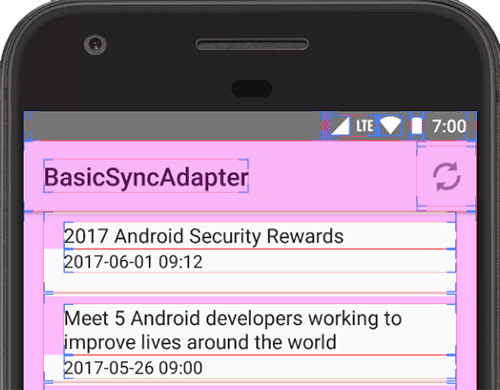 LTE 7:00
BasicSyncAdapter
2017 Android Security Rewards
2017-06-01 09:12
Meet 5 Android developers working to
improve lives around the world
2017-05-26 09:00